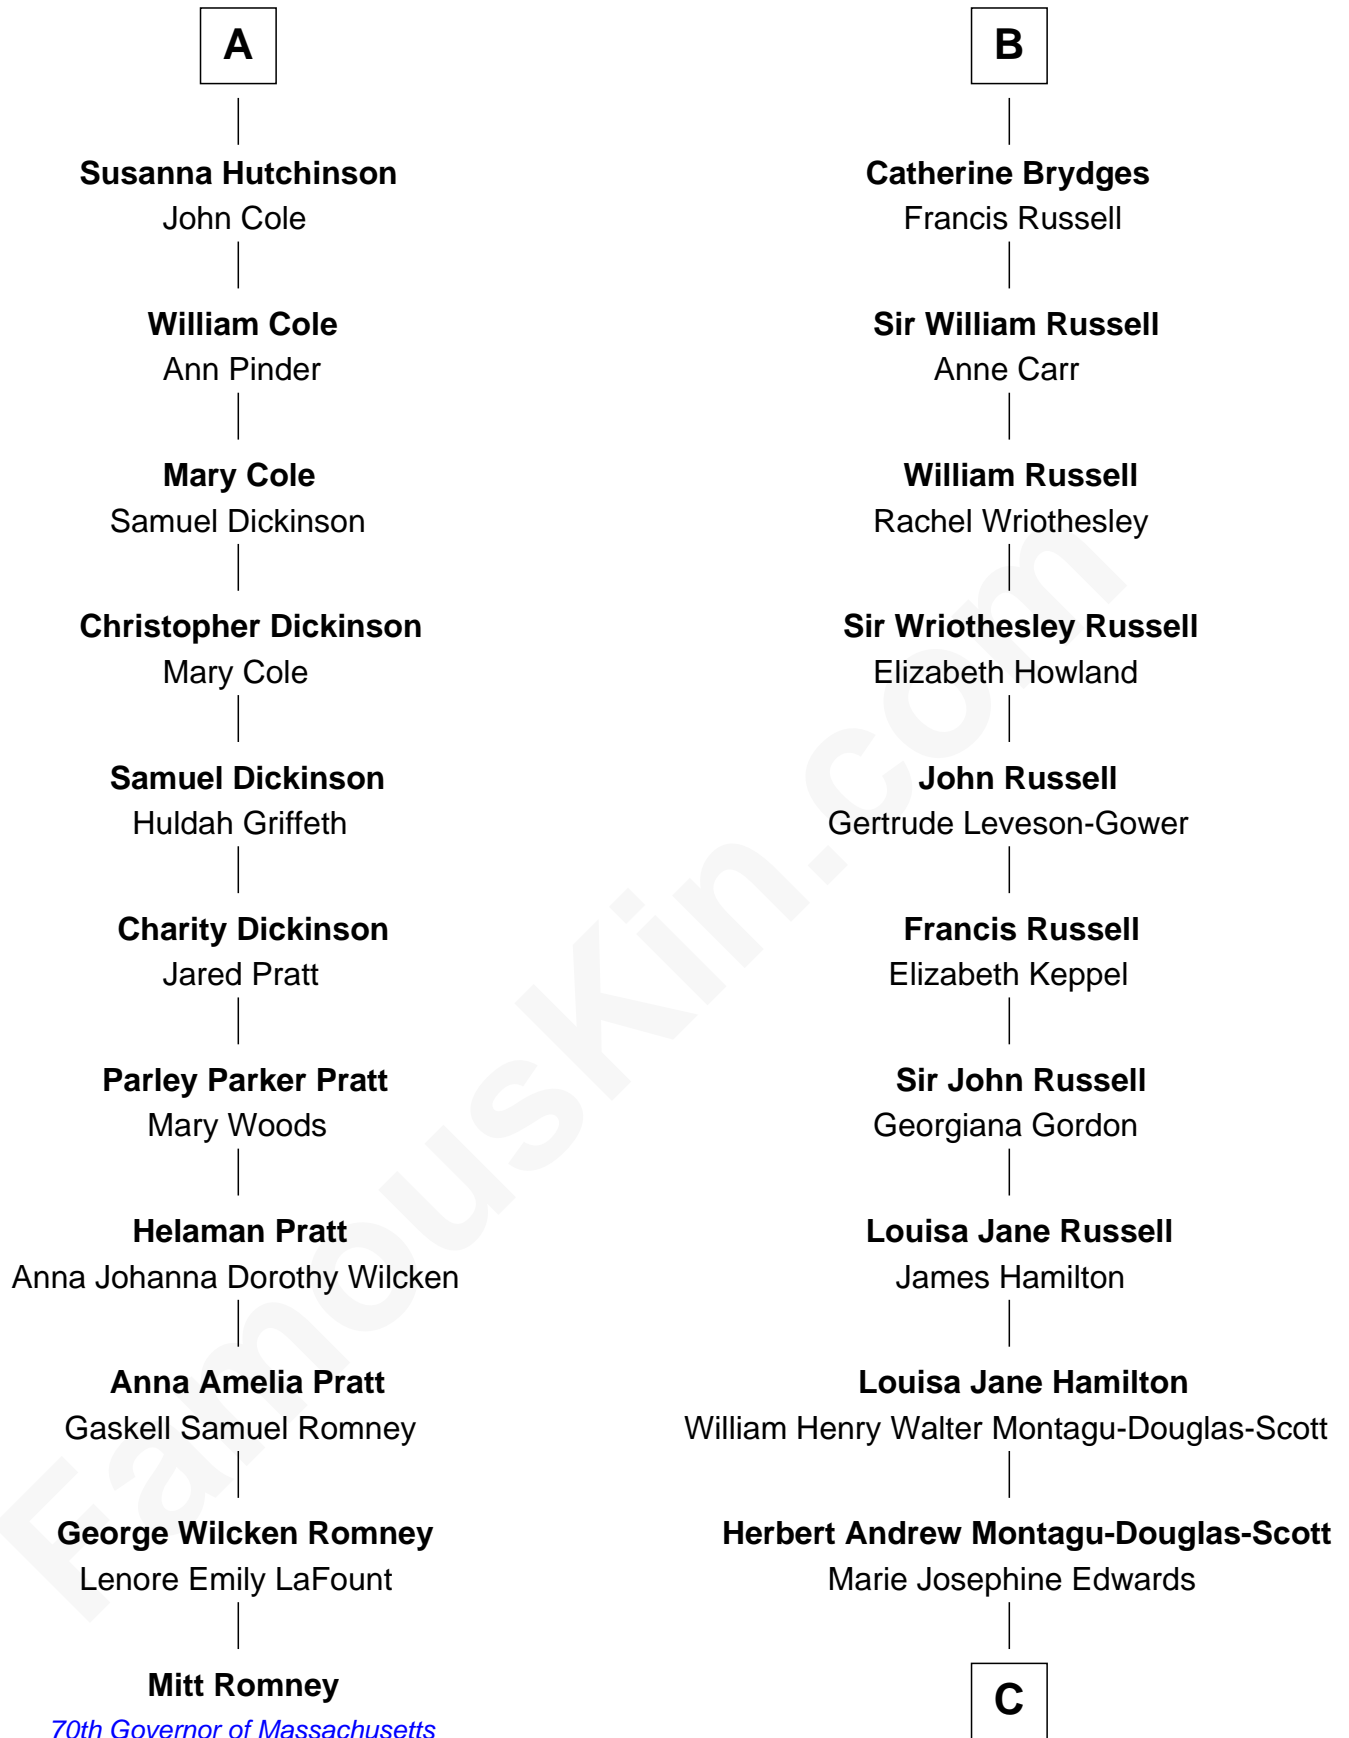 A
Susanna Hutchinson
John Cole
William Cole
Ann Pinder
Mary Cole
Samuel Dickinson
Christopher Dickinson
Mary Cole
Samuel Dickinson
Huldah Griffeth
Charity Dickinson
Jared Pratt
Parley Parker Pratt
Mary Woods
Helaman Pratt
Anna Johanna Dorothy Wilcken
Anna Amelia Pratt
Gaskell Samuel Romney
George Wilcken Romney
Lenore Emily LaFount
Mitt Romney
70th Governor of Massachusetts
B
Catherine Brydges
Francis Russell
Sir William Russell
Anne Carr
William Russell
Rachel Wriothesley
Sir Wriothesley Russell
Elizabeth Howland
John Russell
Gertrude Leveson-Gower
Francis Russell
Elizabeth Keppel
Sir John Russell
Georgiana Gordon
Louisa Jane Russell
James Hamilton
Louisa Jane Hamilton
William Henry Walter Montagu-Douglas-Scott
Herbert Andrew Montagu-Douglas-Scott
Marie Josephine Edwards
C
FamousKin.com